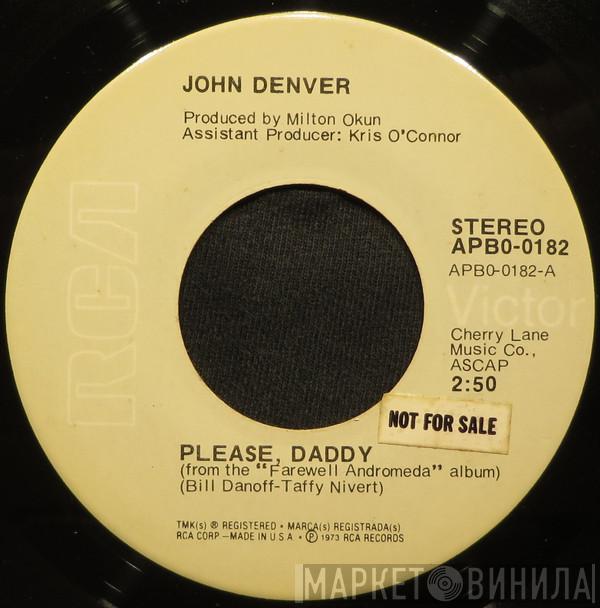 JOHN DENVER
Produced by Milton Okun
Assistant Producer: Kris O'Connor
RCA
STEREO
APB0-0182
APB0-0182-A
Victor
Cherry Lane
Music Co.,
ASCAP
2:50
NOT FOR SALE
PLEASE, DADDY
(from the "Farewell Andromeda" album)
(Bill Danoff-Taffy Nivert)
TMK(s) ® REGISTERED • MARCA(s) REGISTRADA(s)
RCA CORP.—MADE IN U.S.A. • ℗ 1973 RCA RECORDS
МАРКЕТ ВИНИЛА